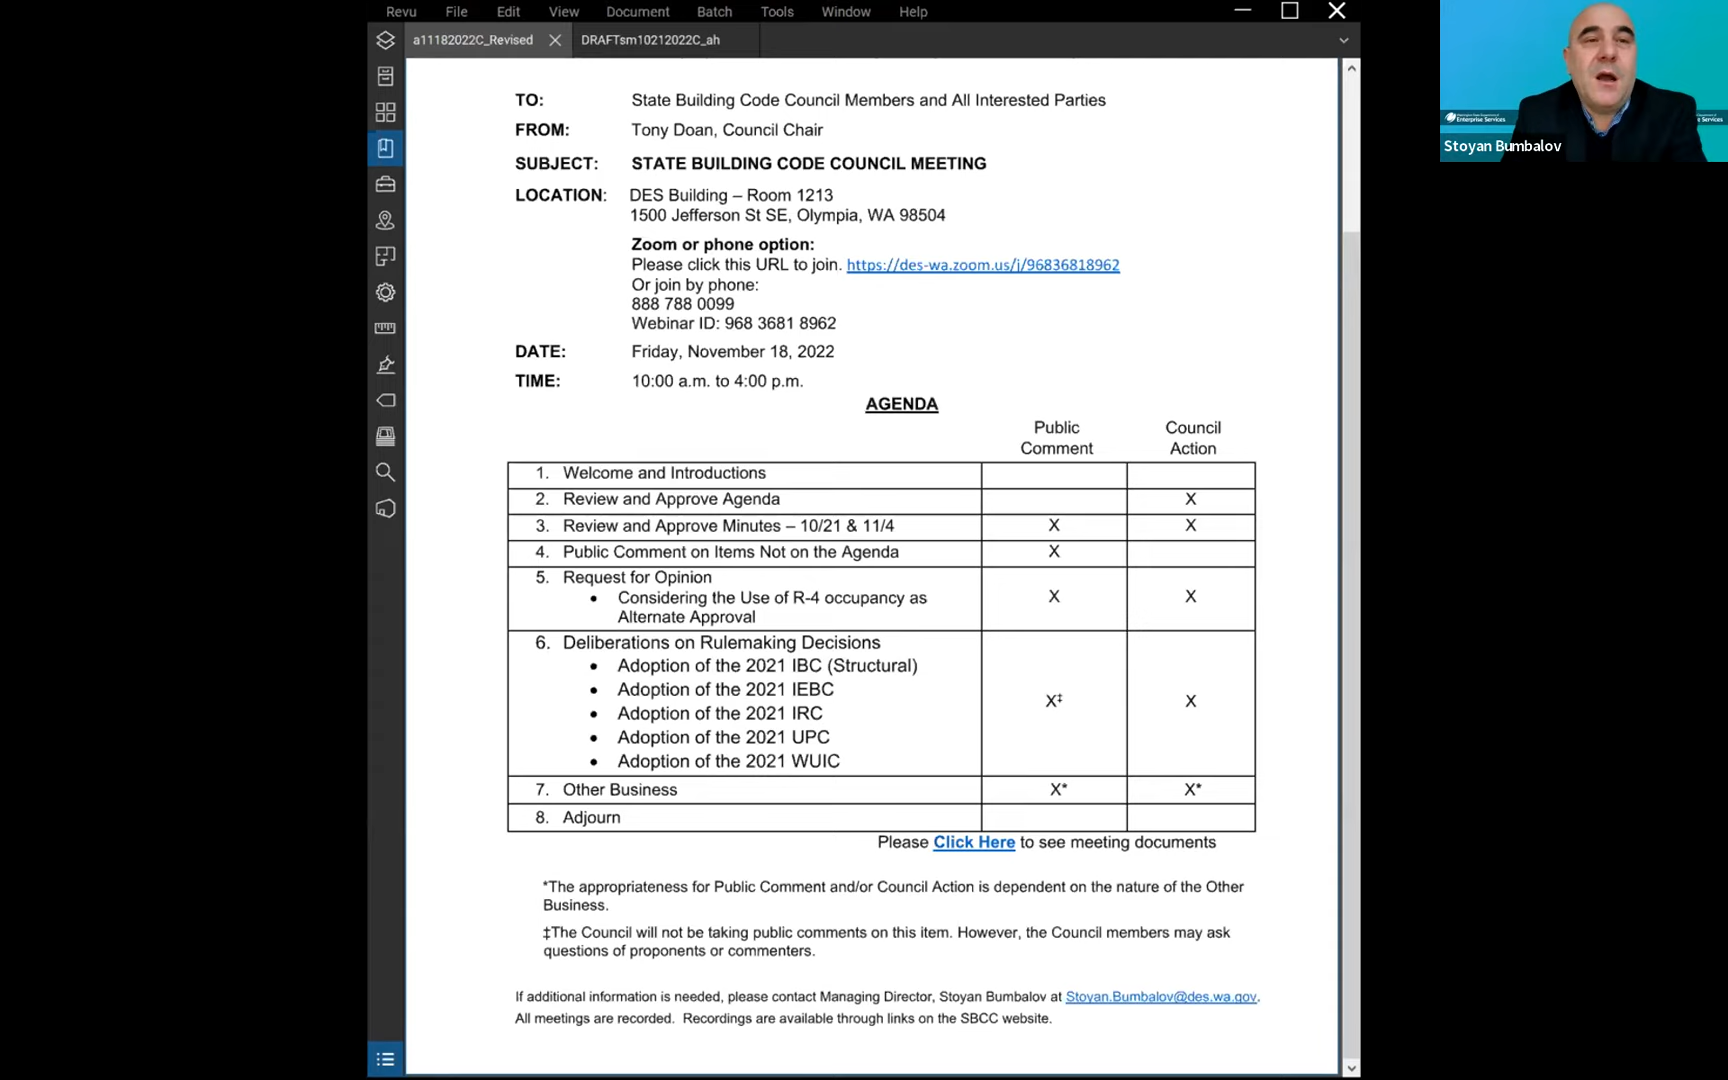 Revu File Edit View Document Batch Tools Window Help
a11182022C_Revised
DRAFTsm10212022C_ah
TO: State Building Code Council Members and All Interested Parties
FROM: Tony Doan, Council Chair
SUBJECT: STATE BUILDING CODE COUNCIL MEETING
LOCATION: DES Building – Room 1213
1500 Jefferson St SE, Olympia, WA 98504
Zoom or phone option:
Please click this URL to join. https://des-wa.zoom.us/j/96836818962
Or join by phone:
888 788 0099
Webinar ID: 968 3681 8962
DATE: Friday, November 18, 2022
TIME: 10:00 a.m. to 4:00 p.m.
AGENDA
Public Comment
Council Action
1. Welcome and Introductions
2. Review and Approve Agenda X
3. Review and Approve Minutes – 10/21 & 11/4 X X
4. Public Comment on Items Not on the Agenda X
5. Request for Opinion
• Considering the Use of R-4 occupancy as X X
Alternate Approval
6. Deliberations on Rulemaking Decisions
• Adoption of the 2021 IBC (Structural)
• Adoption of the 2021 IEBC
• Adoption of the 2021 IRC X‡ X
• Adoption of the 2021 UPC
• Adoption of the 2021 WUIC
7. Other Business X* X*
8. Adjourn
Please Click Here to see meeting documents
*The appropriateness for Public Comment and/or Council Action is dependent on the nature of the Other
Business.
‡The Council will not be taking public comments on this item. However, the Council members may ask
questions of proponents or commenters.
If additional information is needed, please contact Managing Director, Stoyan Bumbalov at Stoyan.Bumbalov@des.wa.gov.
All meetings are recorded. Recordings are available through links on the SBCC website.
Enterprise Services
Services
Stoyan Bumbalov